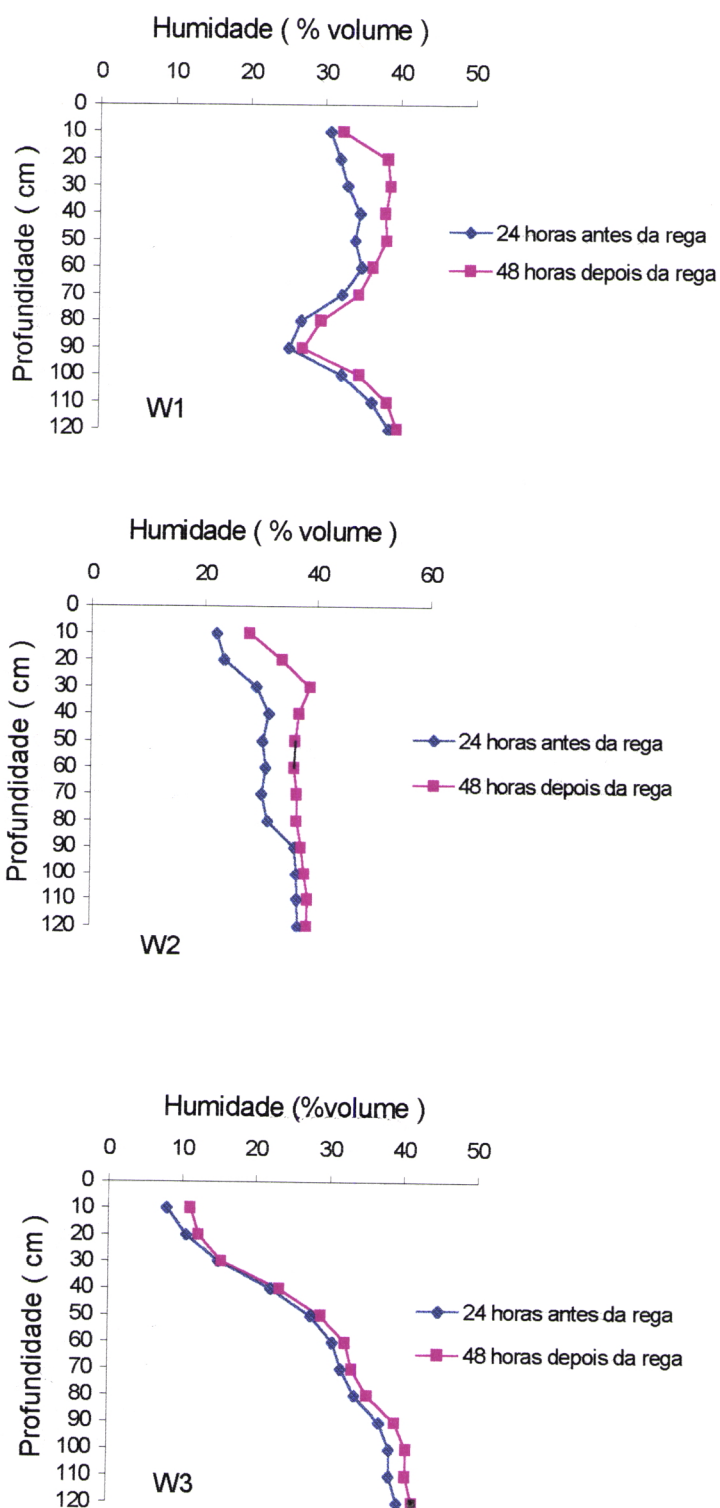 Humidade ( % volume )
0 10 20 30 40 50
0
10
20
30
40
50
60
70
80
90
100
110
120
Profundidade ( cm )
24 horas antes da rega
48 horas depois da rega
W1
Humidade ( % volume )
0 20 40 60
0
10
20
30
40
50
60
70
80
90
100
110
120
Profundidade ( cm )
24 horas antes da rega
48 horas depois da rega
W2
Humidade (%volume )
0 10 20 30 40 50
0
10
20
30
40
50
60
70
80
90
100
110
120
Profundidade ( cm )
24 horas antes da rega
48 horas depois da rega
W3